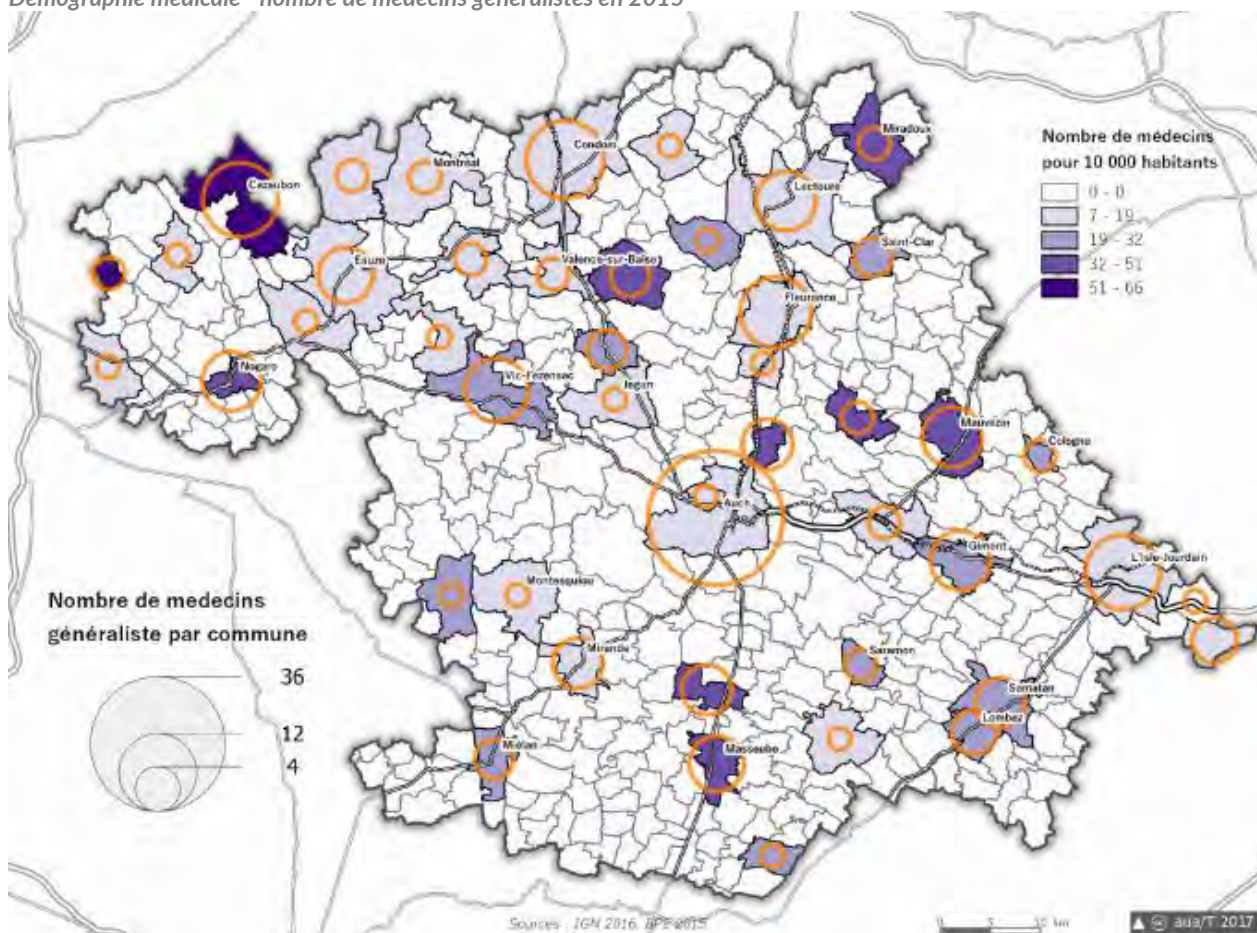 Démographie médicale - nombre de médecins généralistes en 2015
Miradoux
Condom
Nombre de médecins
pour 10 000 habitants
Montréal
Cazaubon
Lectoure
0 - 0
7 - 19
Saint-Clar
19 - 32
Eauze
Valence-sur-Baïse
32 - 51
Fleurance
51 - 66
Nogaro
Vic-Fezensac
Jegun
Mauvezin
Cologne
Auch
Gimont
L'Isle-Jourdain
Montesquiou
Nombre de medecins
généraliste par commune
Mirande
Saramon
36
Samatan
Lombez
12
Miélan
Masseube
4
Sources : IGN 2016, BPE 2015
0 5 10 km
aua/T 2017